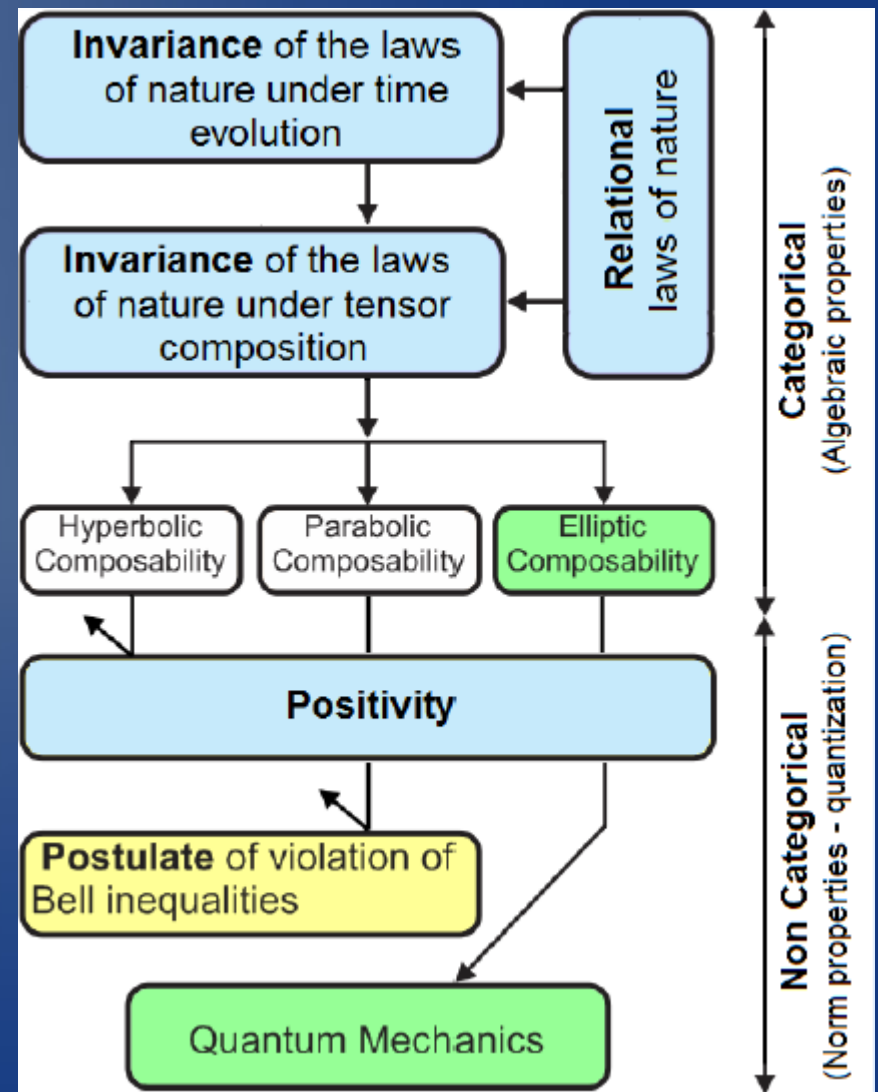 Invariance of the laws
of nature under time
evolution
Relational
laws of nature
Invariance of the laws
of nature under tensor
composition
Categorical
(Algebraic properties)
Hyperbolic
Composability
Parabolic
Composability
Elliptic
Composability
Positivity
Postulate of violation of
Bell inequalities
Quantum Mechanics
Non Categorical
(Norm properties - quantization)